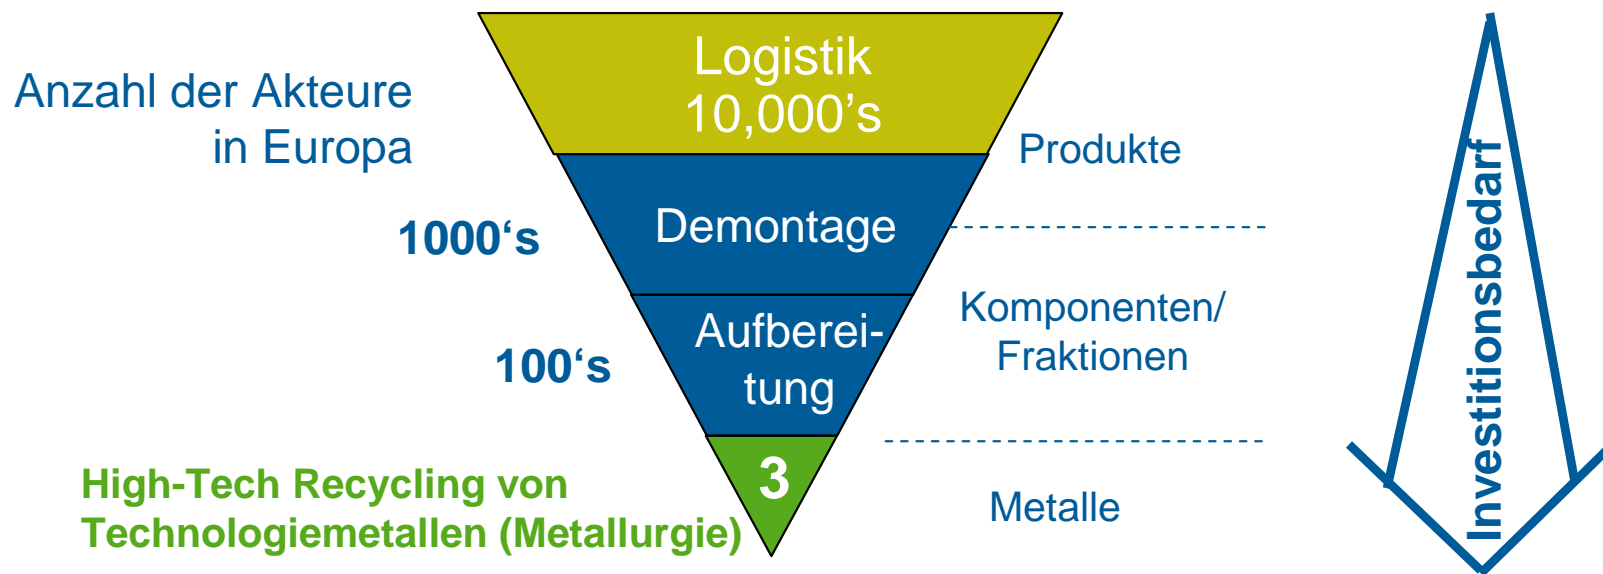 Anzahl der Akteure
in Europa
Logistik
10,000’s
Produkte
1000‘s
Demontage
Komponenten/
Fraktionen
100‘s
Aufberei-
tung
High-Tech Recycling von
Technologiemetallen (Metallurgie)
3
Metalle
Investitionsbedarf